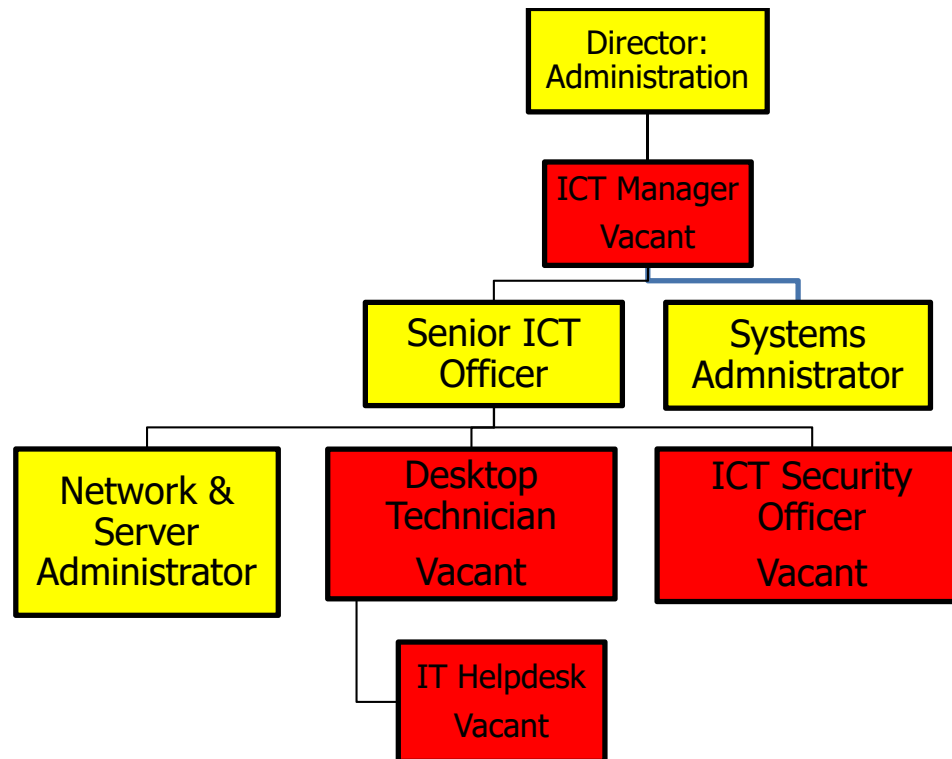 Director:
Administration
ICT Manager
Vacant
Senior ICT
Officer
Systems
Admnistrator
Network &
Server
Administrator
Desktop
Technician
Vacant
ICT Security
Officer
Vacant
IT Helpdesk
Vacant